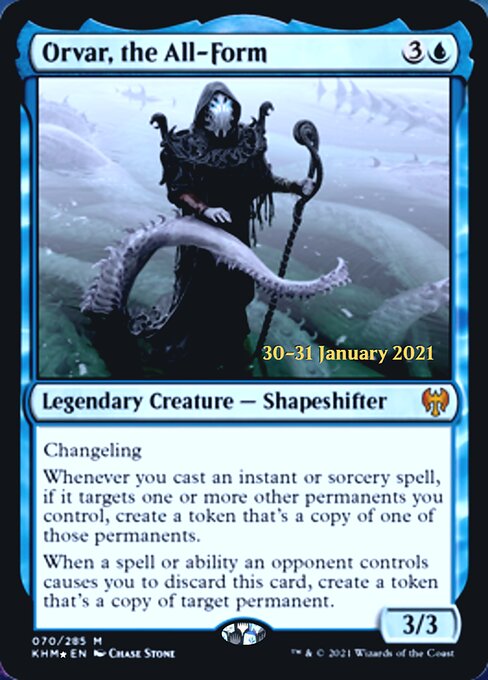 Orvar, the All-Form 3
30-31 January 2021
Legendary Creature — Shapeshifter
Changeling
Whenever you cast an instant or sorcery spell,
if it targets one or more other permanents you
control, create a token that's a copy of one of
those permanents.
When a spell or ability an opponent controls
causes you to discard this card, create a token
that's a copy of target permanent.
3/3
070/285 M
KHM★EN Chase Stone
™ & © 2021 Wizards of the Coast